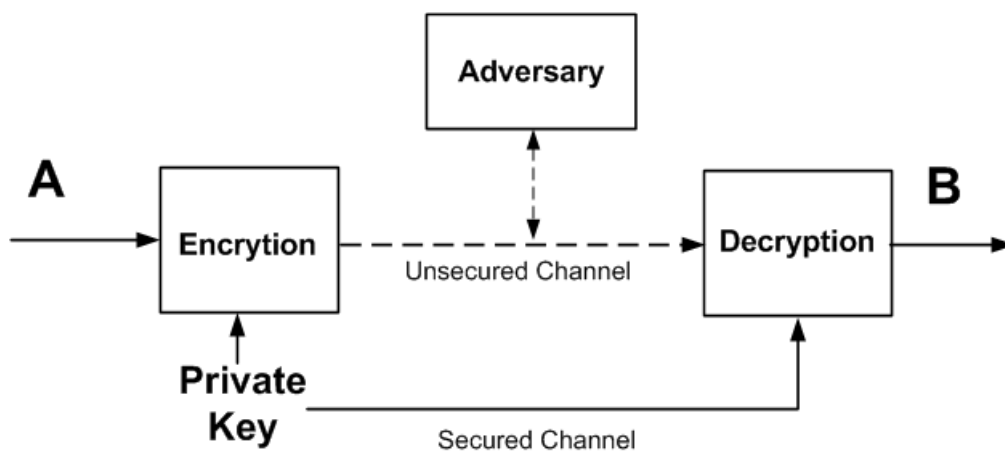 Adversary
A
B
Encrytion
Decryption
Unsecured Channel
Private
Key
Secured Channel